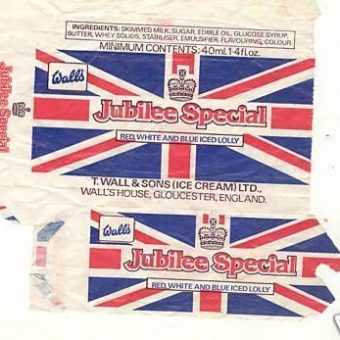 INGREDIENTS: SKIMMED MILK, SUGAR, EDIBLE OIL, GLUCOSE SYRUP,
BUTTER, WHEY SOLIDS, STABILISER, EMULSIFIER, FLAVOURING, COLOUR.
MINIMUM CONTENTS: 40ml 1·4fl.oz.
Wall's
Jubilee Special
RED, WHITE AND BLUE ICED LOLLY
T. WALL & SONS (ICE CREAM) LTD.,
WALL'S HOUSE, GLOUCESTER, ENGLAND.
Jubilee Special
Wall's
Jubilee Special
RED, WHITE AND BLUE ICED LOLLY